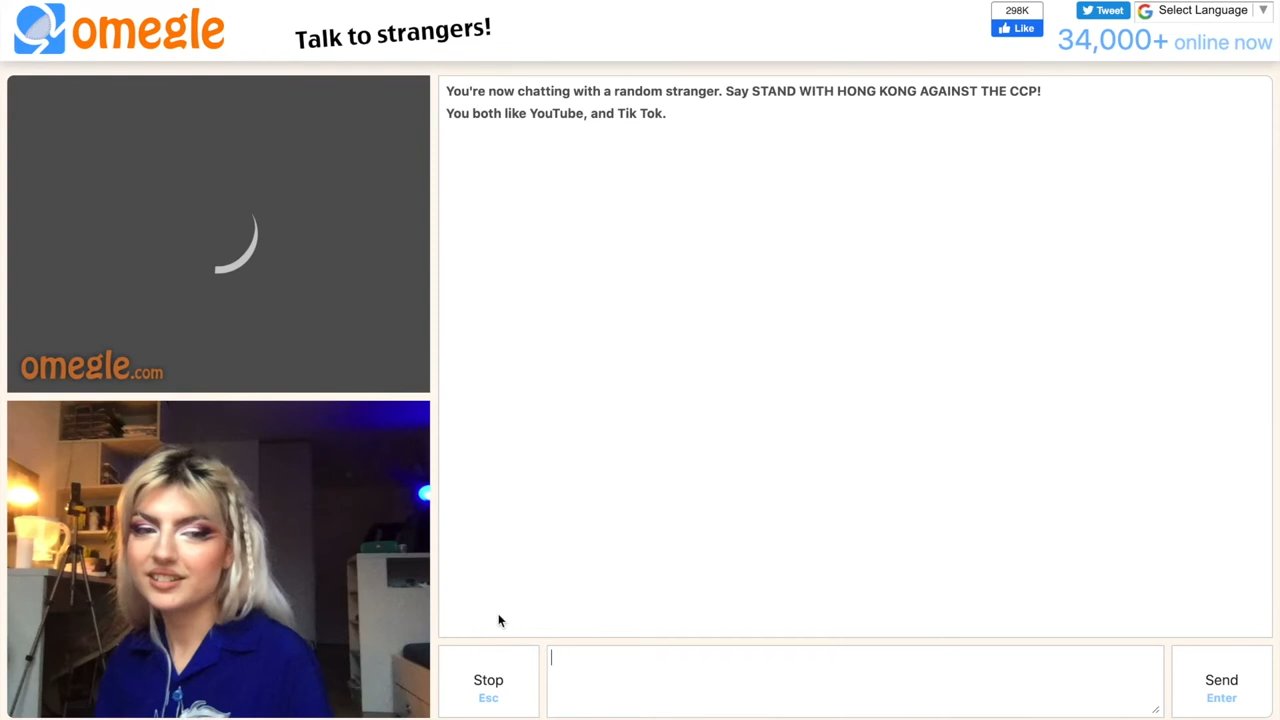 omegle
Talk to strangers!
298K
Like
Tweet
Select Language ▼
34,000+ online now
You're now chatting with a random stranger. Say STAND WITH HONG KONG AGAINST THE CCP!
You both like YouTube, and Tik Tok.
omegle.com
Stop
Esc
Send
Enter